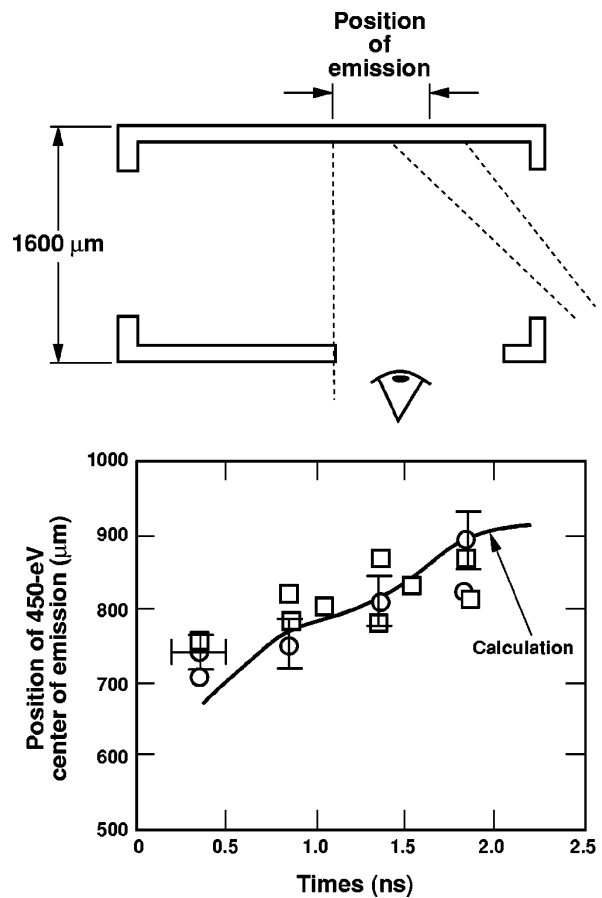 Position
of
emission
1600 μm
1000
900
800
700
600
500
Position of 450-eV
center of emission (μm)
Calculation
0
0.5
1.0
1.5
2.0
2.5
Times (ns)